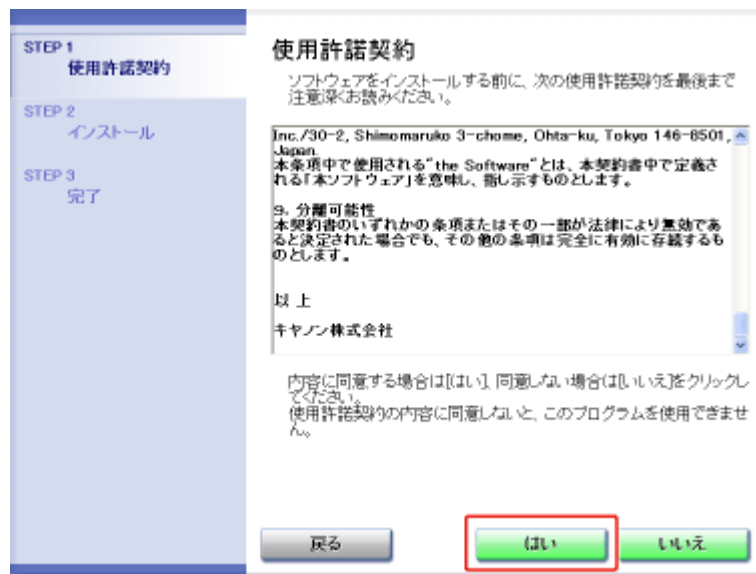 STEP 1
使用許諾契約
STEP 2
インストール
STEP 3
完了
使用許諾契約
ソフトウェアをインストールする前に、次の使用許諾契約を最後まで
注意深くお読みください。
Inc./30-2, Shimomaruko 3-chome, Ohta-ku, Tokyo 146-8501,
Japan.
本条項中で使用される"the Software"とは、本契約書中で定義さ
れる「本ソフトウェア」を意味し、指し示すものとします。
9. 分離可能性
本契約書のいずれかの条項またはその一部が法律により無効であ
ると決定された場合でも、その他の条項は完全に有効に存続するも
のとします。
以 上
キヤノン株式会社
内容に同意する場合は[はい]、同意しない場合は[いいえ]をクリックし
てください。
使用許諾契約の内容に同意しないと、このプログラムを使用できませ
ん。
戻る
はい
いいえ